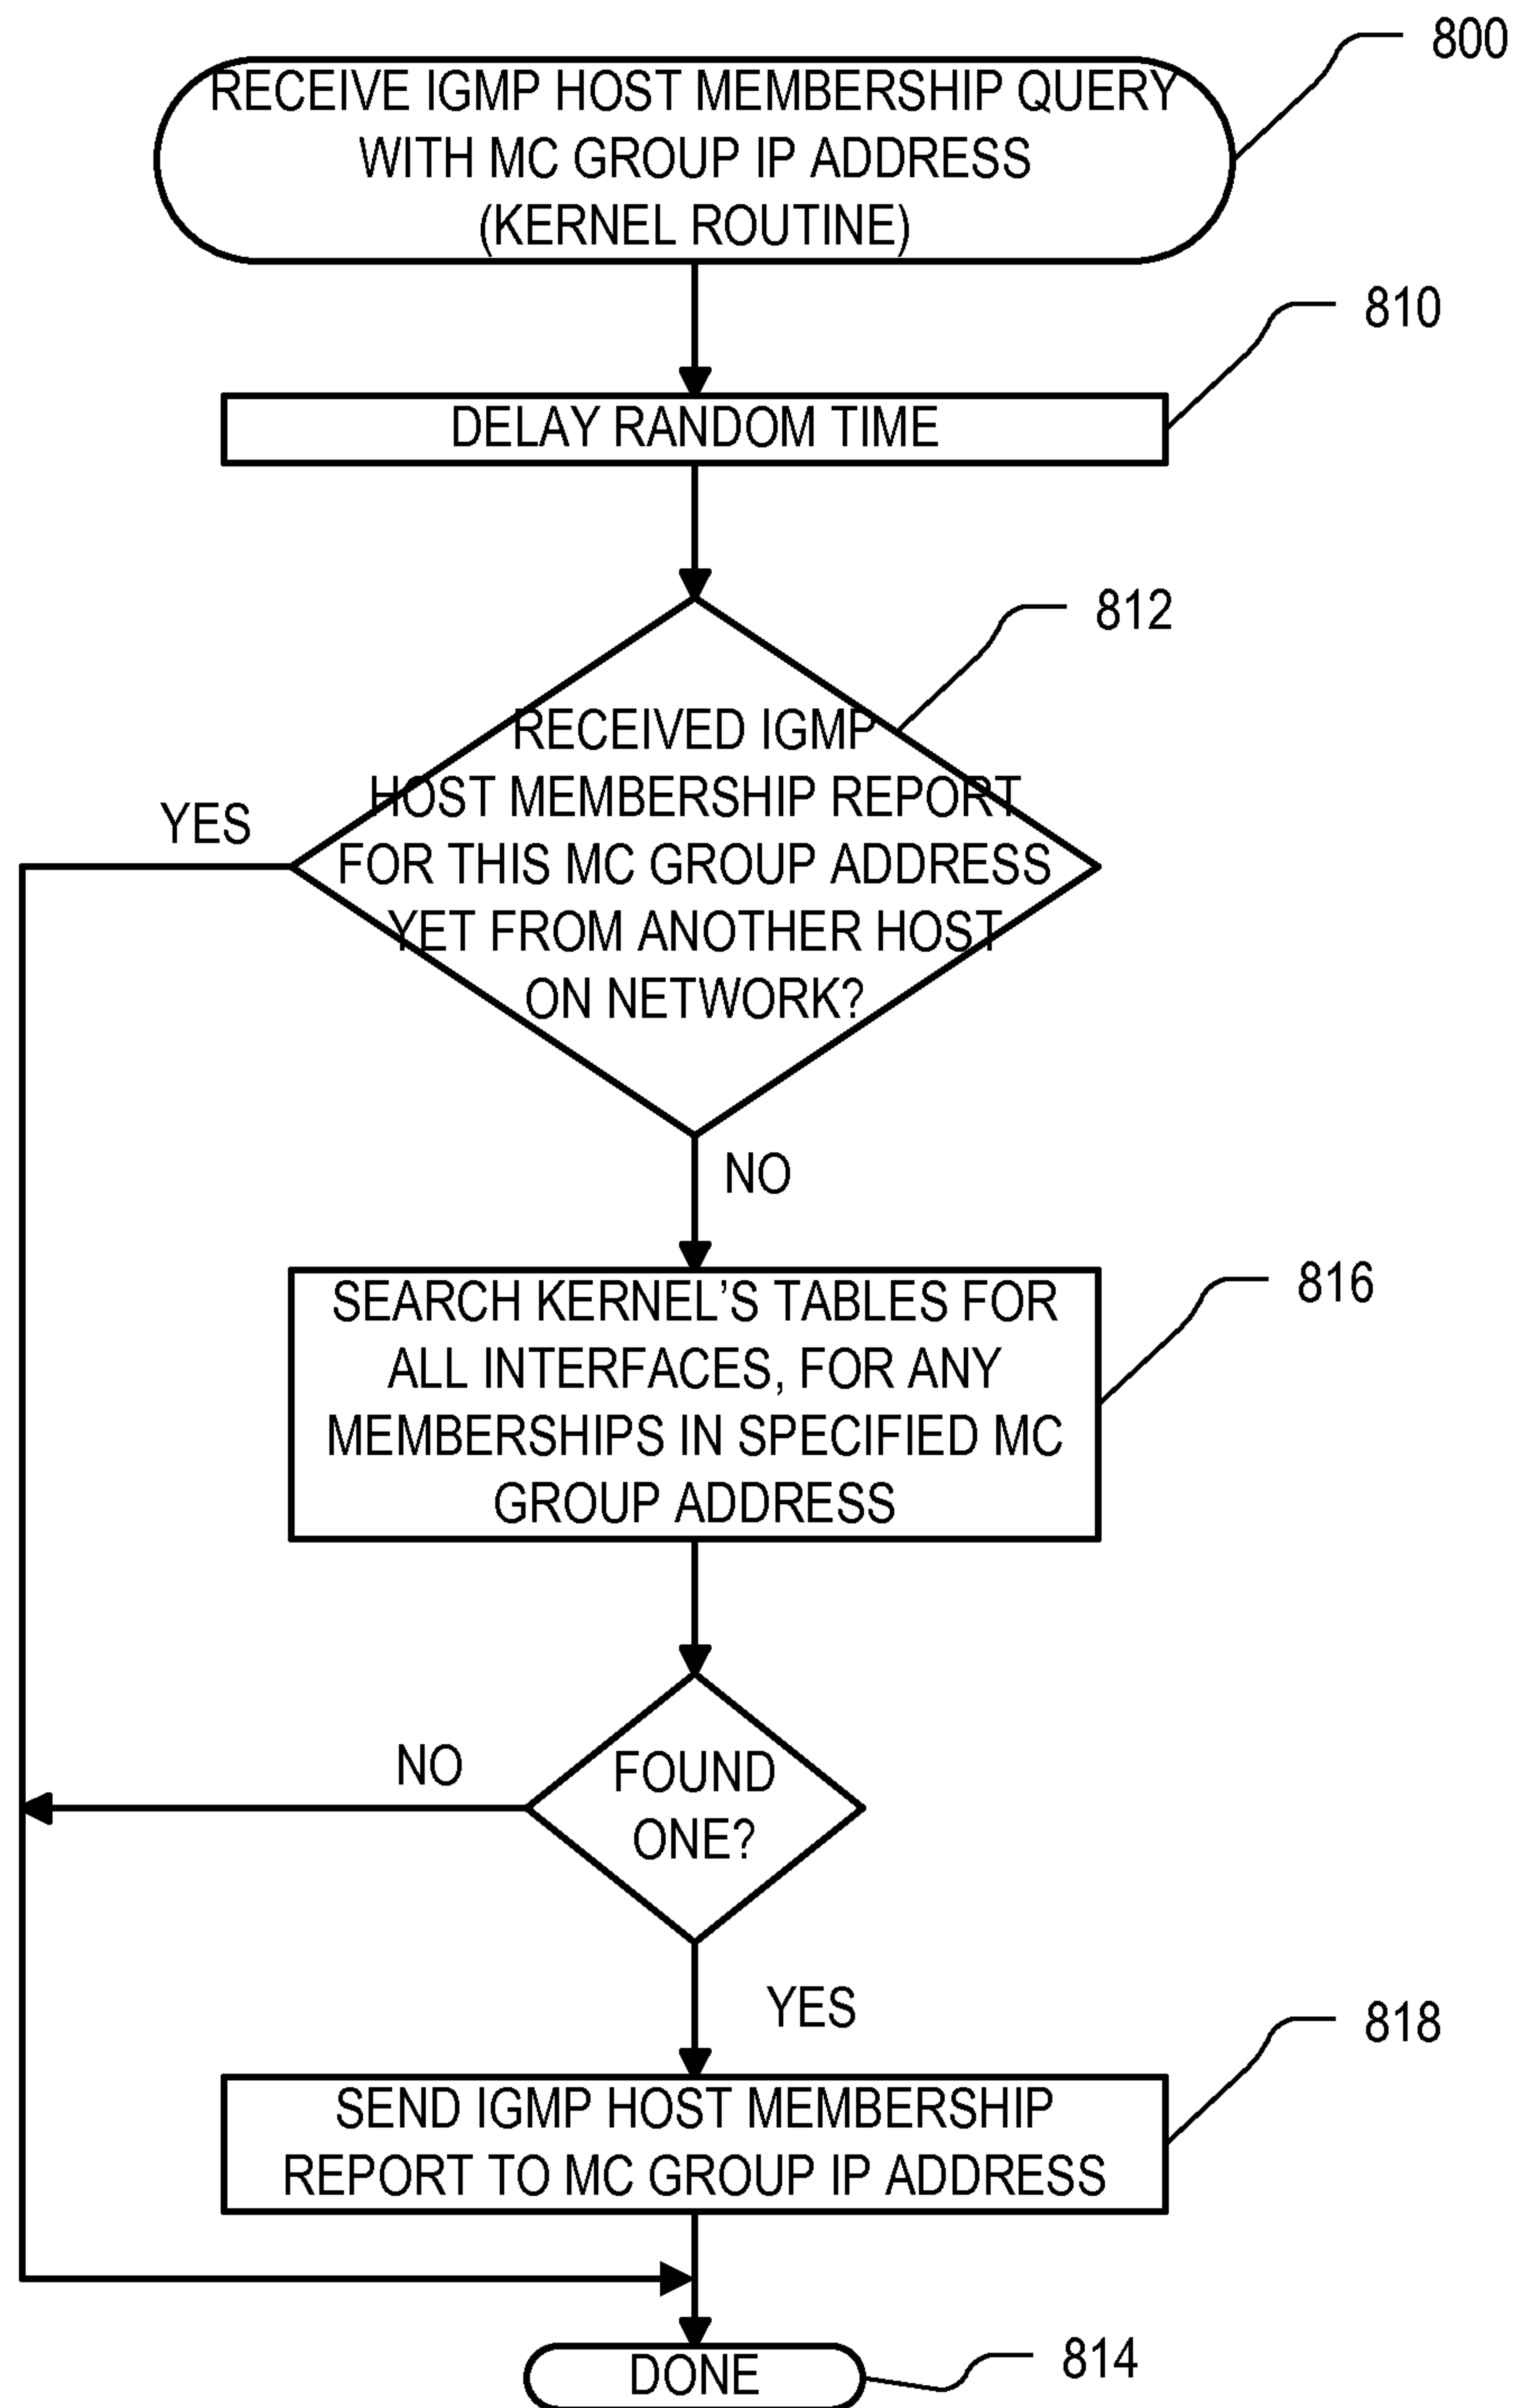 800
RECEIVE IGMP HOST MEMBERSHIP QUERY
WITH MC GROUP IP ADDRESS
(KERNEL ROUTINE)
810
DELAY RANDOM TIME
812
RECEIVED IGMP
HOST MEMBERSHIP REPORT
FOR THIS MC GROUP ADDRESS
YET FROM ANOTHER HOST
ON NETWORK?
YES
NO
816
SEARCH KERNEL'S TABLES FOR
ALL INTERFACES, FOR ANY
MEMBERSHIPS IN SPECIFIED MC
GROUP ADDRESS
NO
FOUND
ONE?
YES
818
SEND IGMP HOST MEMBERSHIP
REPORT TO MC GROUP IP ADDRESS
814
DONE